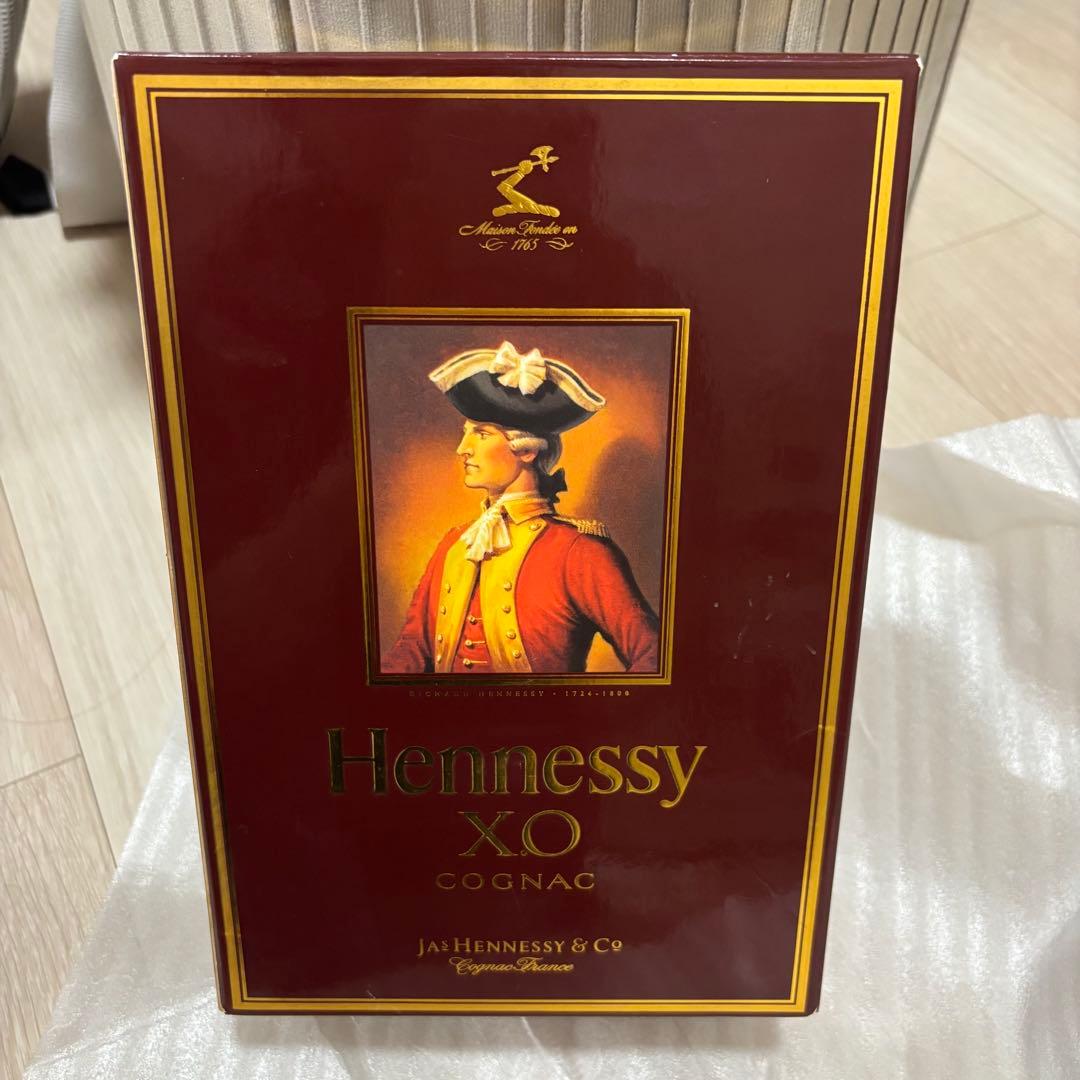 Maison Fondée en
1765
RICHARD HENNESSY • 1724-1800
Hennessy
X.O
COGNAC
JAS HENNESSY & Co
Cognac France